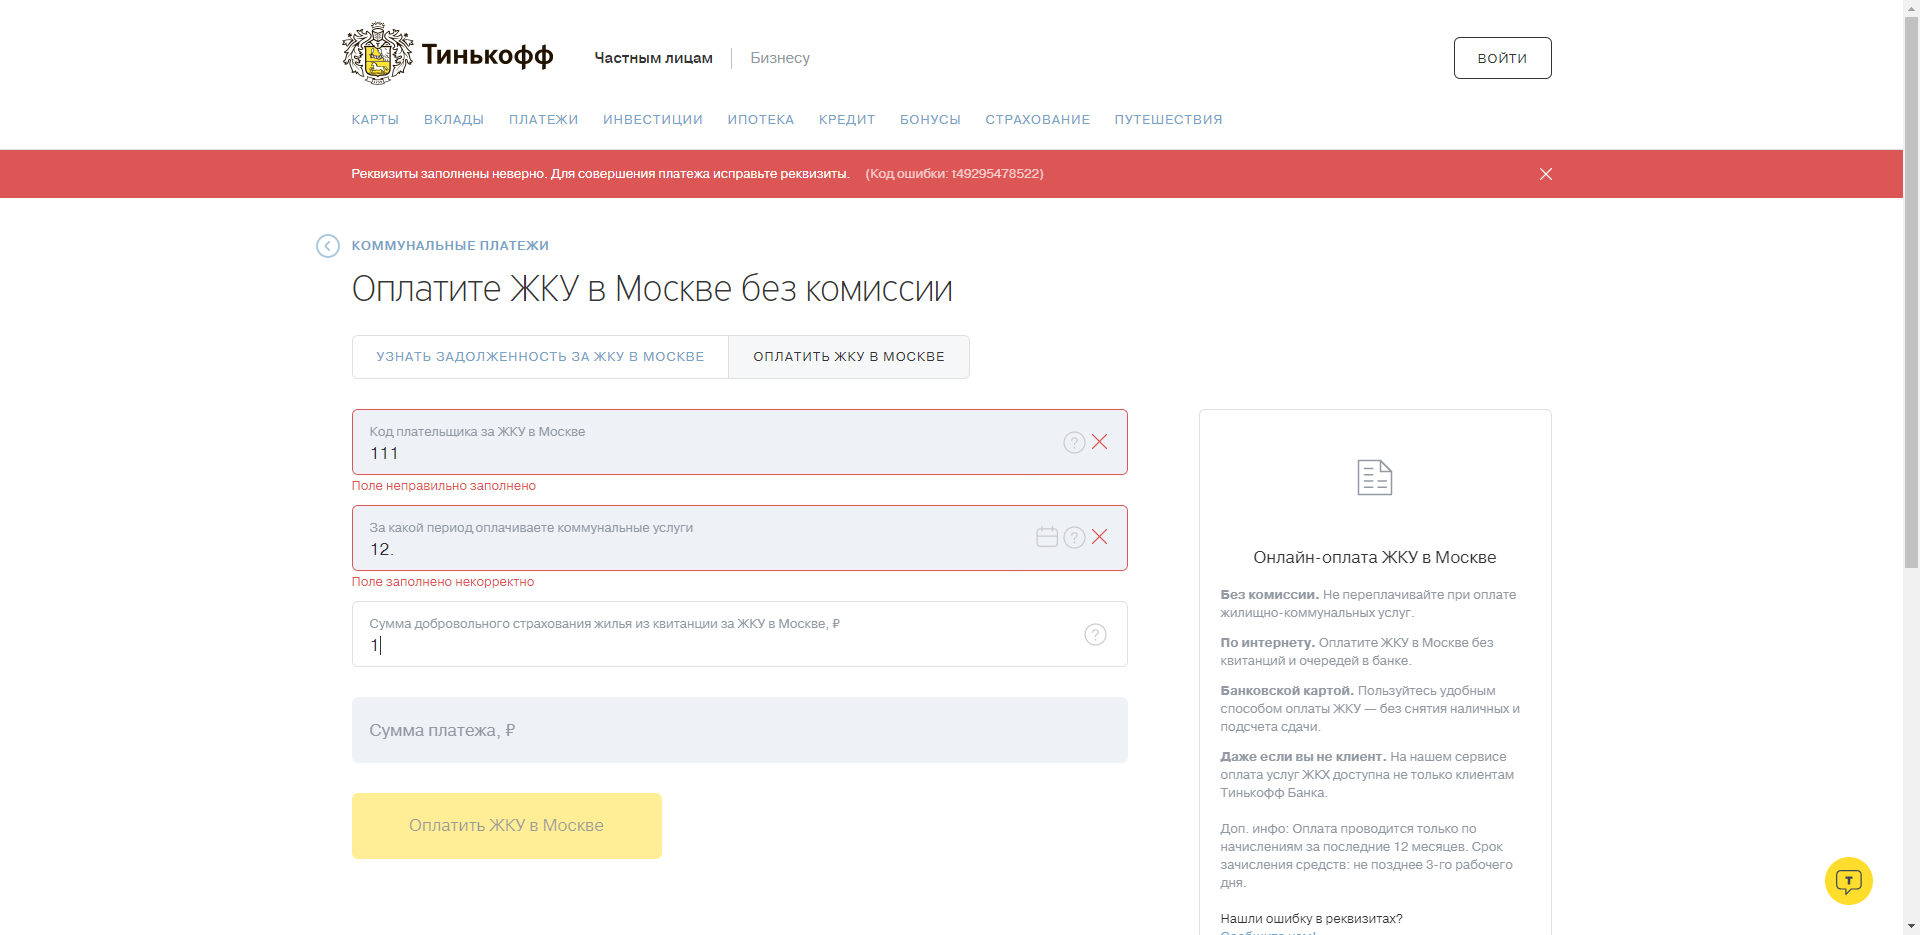 Тинькофф
Частным лицам
Бизнесу
ВОЙТИ
КАРТЫ ВКЛАДЫ ПЛАТЕЖИ ИНВЕСТИЦИИ ИПОТЕКА КРЕДИТ БОНУСЫ СТРАХОВАНИЕ ПУТЕШЕСТВИЯ
Реквизиты заполнены неверно. Для совершения платежа исправьте реквизиты. (Код ошибки: t49295478522)
КОММУНАЛЬНЫЕ ПЛАТЕЖИ
Оплатите ЖКУ в Москве без комиссии
УЗНАТЬ ЗАДОЛЖЕННОСТЬ ЗА ЖКУ В МОСКВЕ
ОПЛАТИТЬ ЖКУ В МОСКВЕ
Код плательщика за ЖКУ в Москве
111
?
Поле неправильно заполнено
За какой период оплачиваете коммунальные услуги
12.
?
Поле заполнено некорректно
Сумма добровольного страхования жилья из квитанции за ЖКУ в Москве, ₽
1
?
Сумма платежа, ₽
Оплатить ЖКУ в Москве
Онлайн-оплата ЖКУ в Москве
Без комиссии. Не переплачивайте при оплате
жилищно-коммунальных услуг.
По интернету. Оплатите ЖКУ в Москве без
квитанций и очередей в банке.
Банковской картой. Пользуйтесь удобным
способом оплаты ЖКУ — без снятия наличных и
подсчета сдачи.
Даже если вы не клиент. На нашем сервисе
оплата услуг ЖКХ доступна не только клиентам
Тинькофф Банка.
Доп. инфо: Оплата проводится только по
начислениям за последние 12 месяцев. Срок
зачисления средств: не позднее 3-го рабочего
дня.
Нашли ошибку в реквизитах?
Т